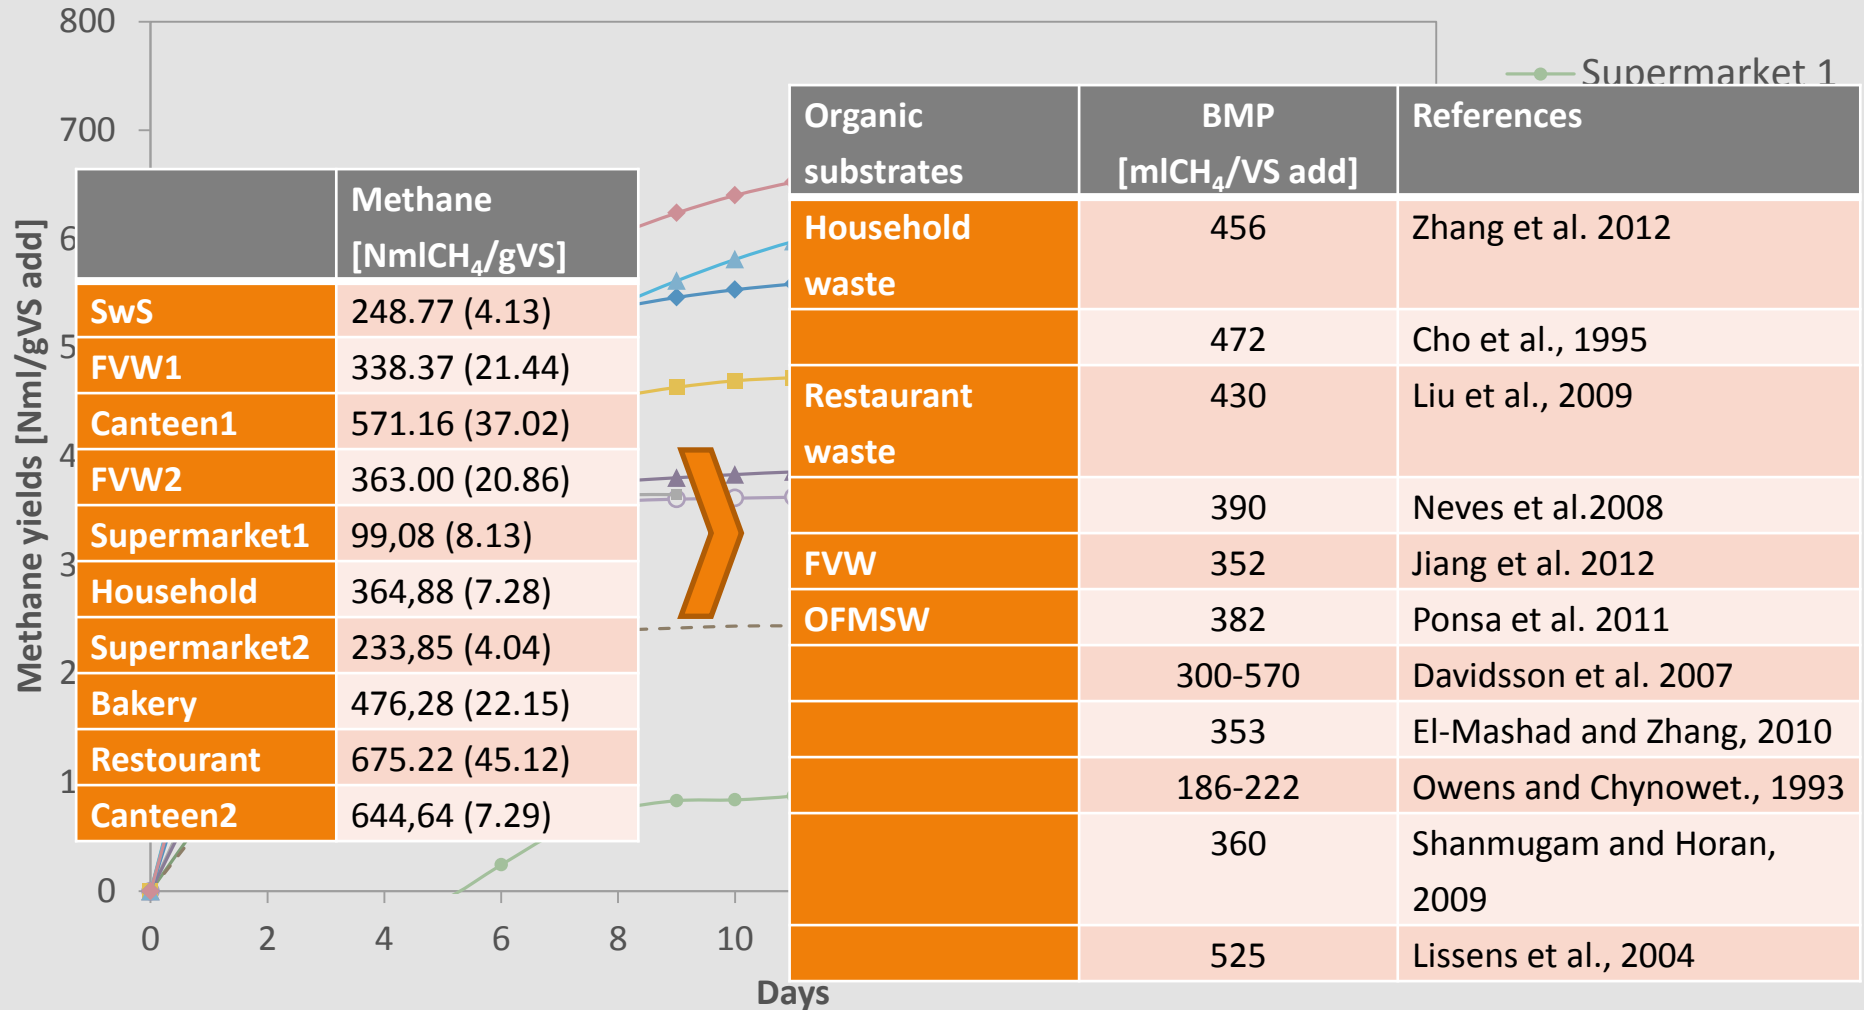 800
700
6
5
4
3
2
1
0
Methane yields [Nml/gVS add]
0 2 4 6 8 10
Days
Supermarket 1
Methane
[NmlCH₄/gVS]
SwS 248.77 (4.13)
FVW1 338.37 (21.44)
Canteen1 571.16 (37.02)
FVW2 363.00 (20.86)
Supermarket1 99,08 (8.13)
Household 364,88 (7.28)
Supermarket2 233,85 (4.04)
Bakery 476,28 (22.15)
Restourant 675.22 (45.12)
Canteen2 644,64 (7.29)
Organic BMP References
substrates [mlCH₄/VS add]
Household 456 Zhang et al. 2012
waste
472 Cho et al., 1995
Restaurant 430 Liu et al., 2009
waste
390 Neves et al.2008
FVW 352 Jiang et al. 2012
OFMSW 382 Ponsa et al. 2011
300-570 Davidsson et al. 2007
353 El-Mashad and Zhang, 2010
186-222 Owens and Chynowet., 1993
360 Shanmugam and Horan,
2009
525 Lissens et al., 2004